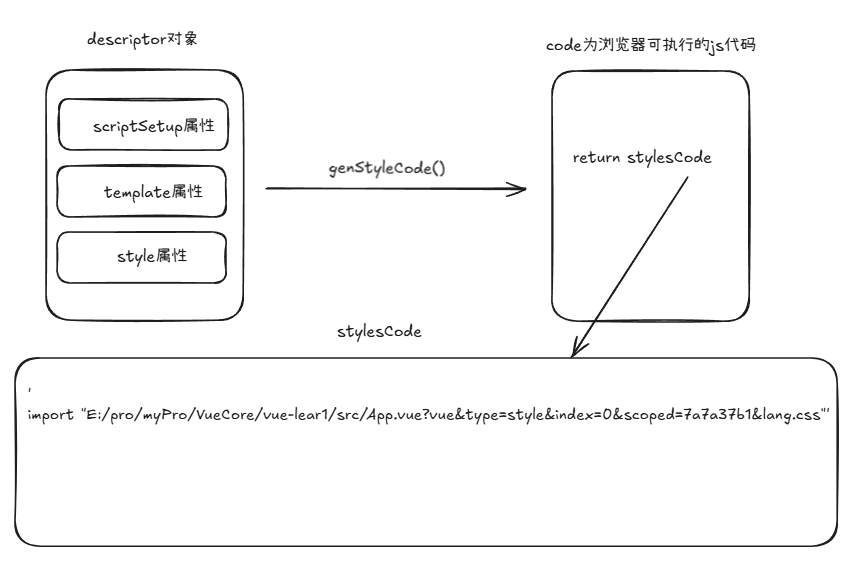 descriptor对象
code为浏览器可执行的js代码
scriptSetup属性
template属性
style属性
genStyleCode()
return stylesCode
stylesCode
'
import "E:/pro/myPro/VueCore/vue-lear1/src/App.vue?vue&type=style&index=0&scoped=7a7a37b1&lang.css"'